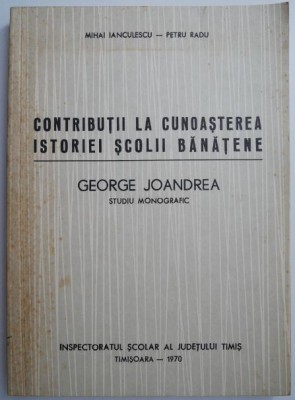 MIHAI IANCULESCU — PETRU RADU
CONTRIBUȚII LA CUNOAȘTEREA
ISTORIEI ȘCOLII BĂNĂȚENE
GEORGE JOANDREA
STUDIU MONOGRAFIC
INSPECTORATUL ȘCOLAR AL JUDEȚULUI TIMIȘ
TIMIȘOARA — 1970